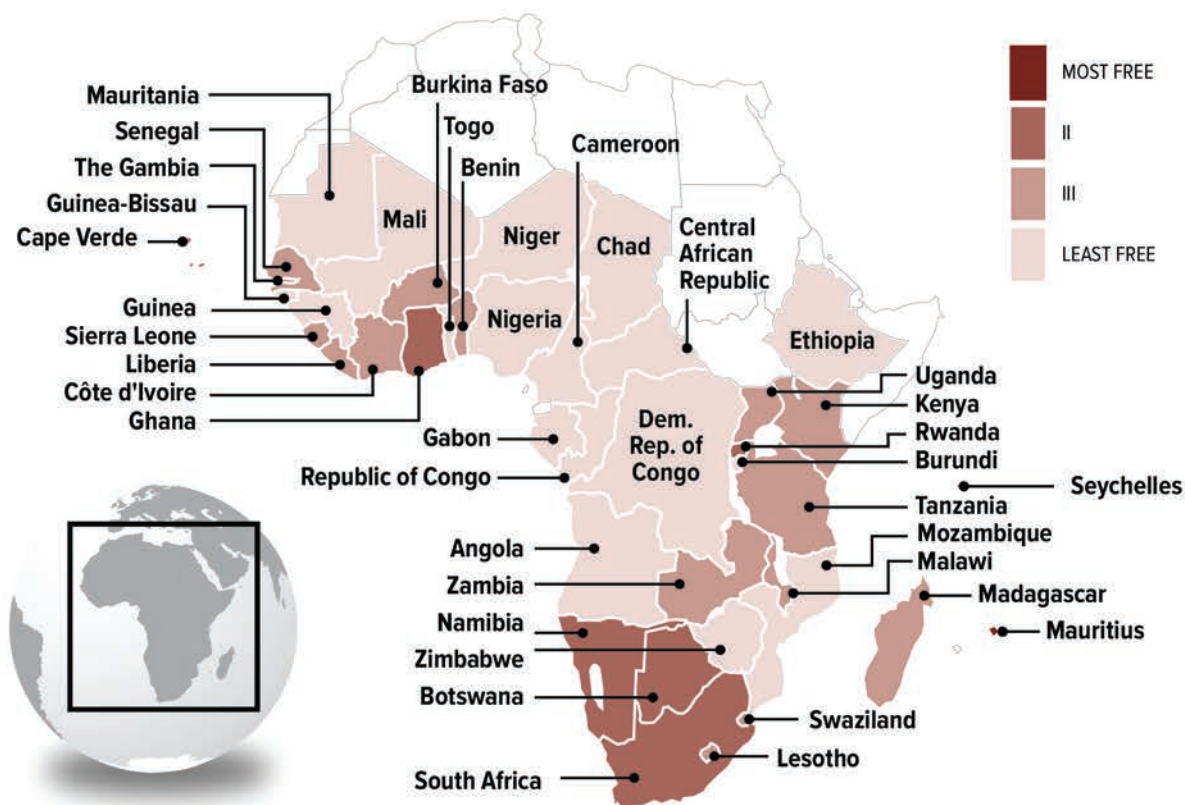 MOST FREE
II
III
LEAST FREE
Mauritania
Senegal
The Gambia
Guinea-Bissau
Cape Verde
Guinea
Sierra Leone
Liberia
Côte d'Ivoire
Ghana
Burkina Faso
Togo
Benin
Cameroon
Mali
Niger
Chad
Central
African
Republic
Nigeria
Ethiopia
Uganda
Kenya
Rwanda
Burundi
Seychelles
Tanzania
Mozambique
Malawi
Madagascar
Mauritius
Gabon
Republic of Congo
Dem.
Rep. of
Congo
Angola
Zambia
Namibia
Zimbabwe
Botswana
South Africa
Swaziland
Lesotho